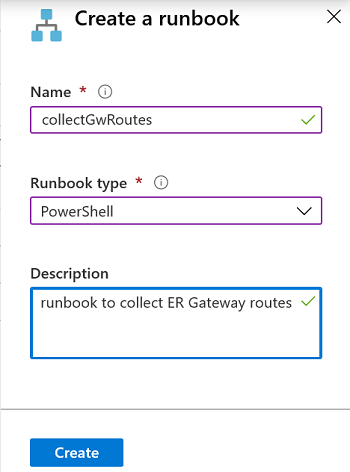 Create a runbook
Name *
collectGwRoutes
Runbook type *
PowerShell
Description
runbook to collect ER Gateway routes
Create